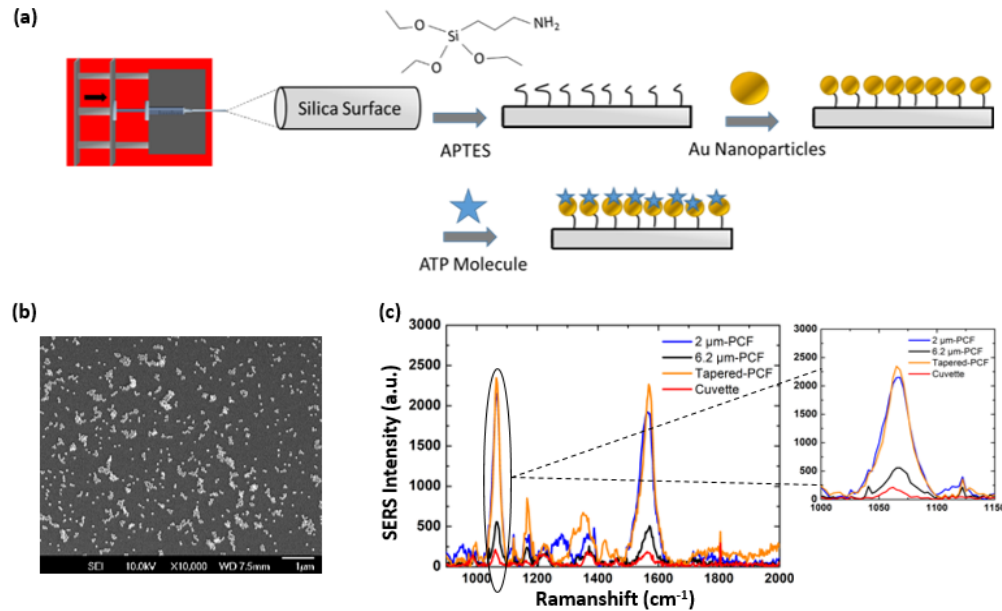 (a)
NH2
Si
O
O
O
Silica Surface
APTES
Au Nanoparticles
ATP Molecule
(b)
SEI 10.0kV X10,000 WD 7.5mm 1µm
(c)
3000
2500
2000
1500
1000
500
0
SERS Intensity (a.u.)
2 µm-PCF
6.2 µm-PCF
Tapered-PCF
Cuvette
1000 1200 1400 1600 1800 2000
Ramanshift (cm-1)
3000
2500
2000
1500
1000
500
0
2 µm-PCF
6.2 µm-PCF
Tapered-PCF
Cuvette
1000 1050 1100 1150